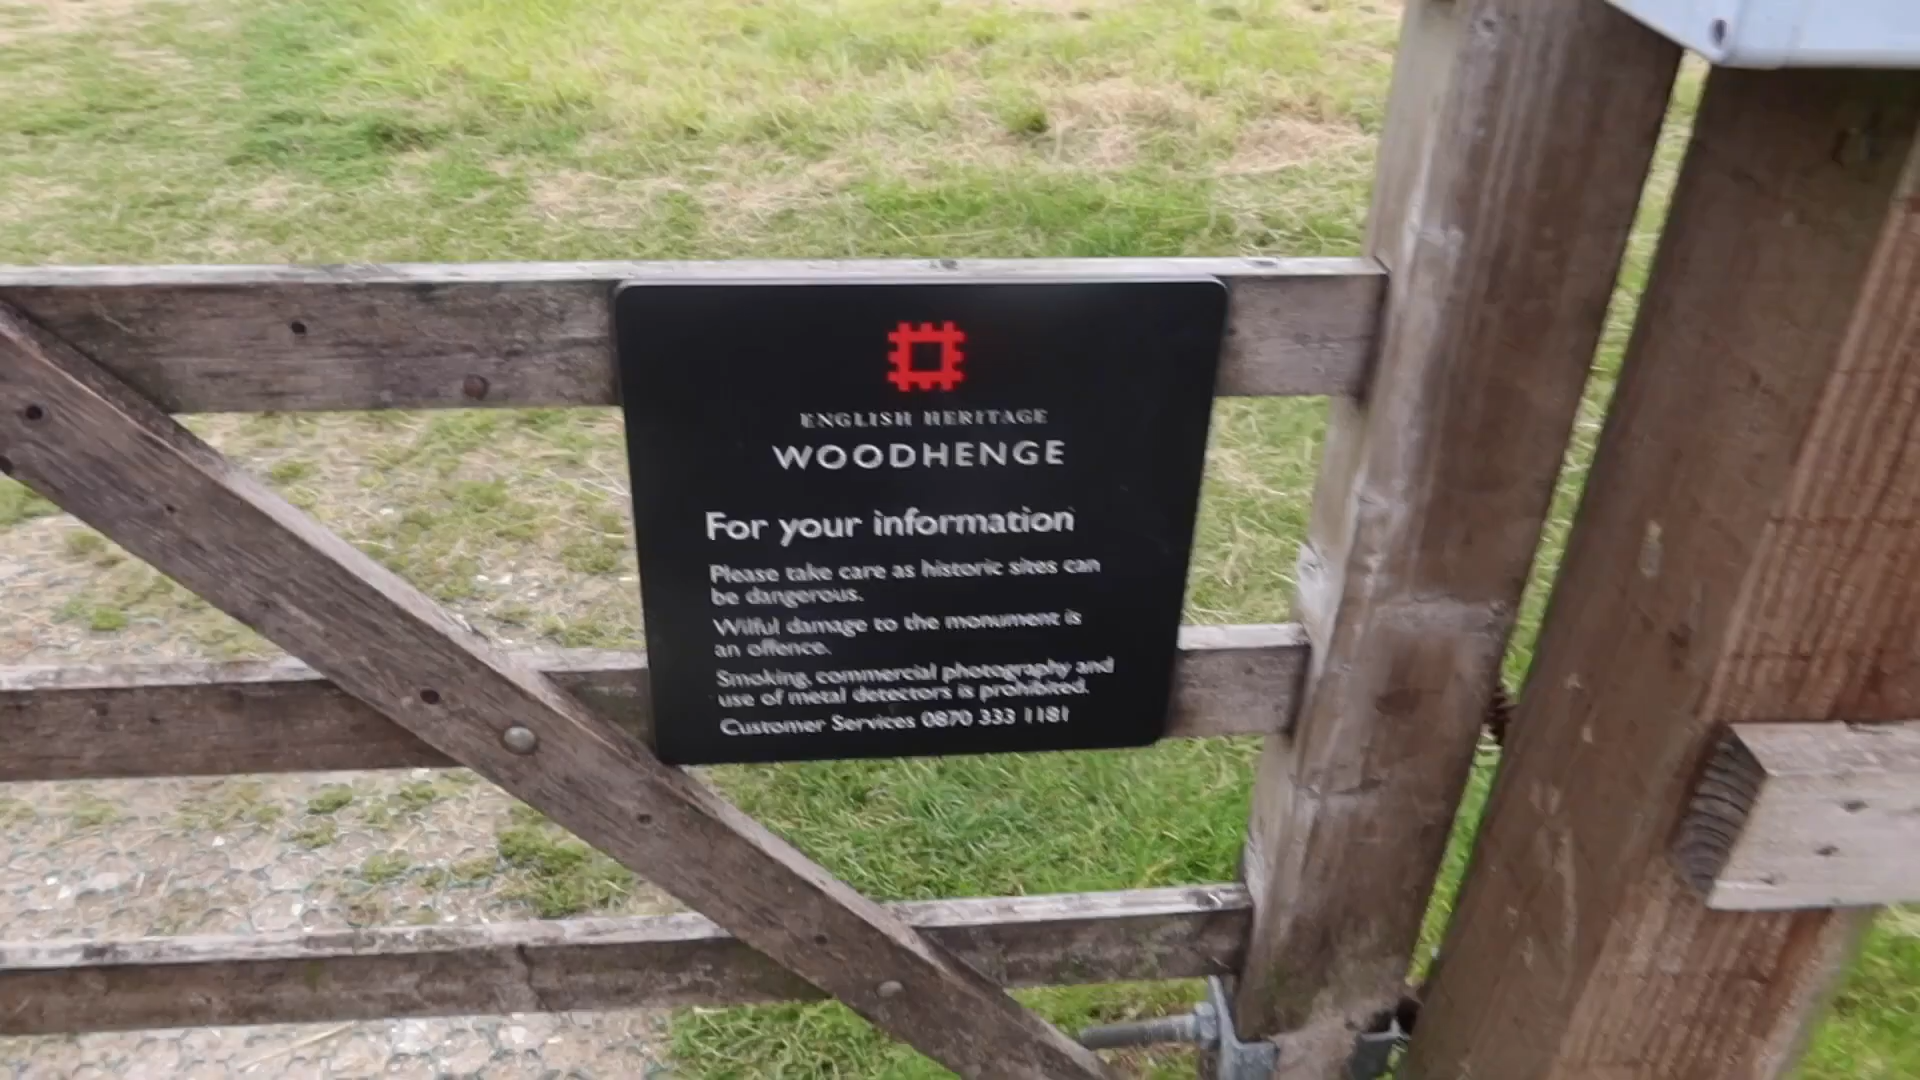 ENGLISH HERITAGE
WOODHENGE
For your information
Please take care as historic sites can
be dangerous.
Wilful damage to the monument is
an offence.
Smoking, commercial photography and
use of metal detectors is prohibited.
Customer Services 0870 333 1181